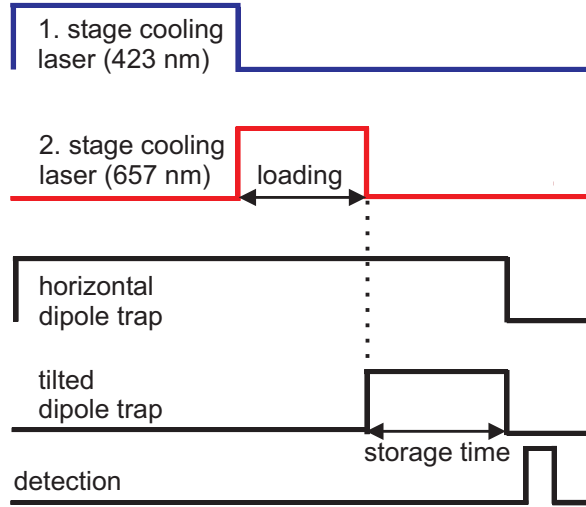 1. stage cooling
laser (423 nm)
2. stage cooling
laser (657 nm)
loading
horizontal
dipole trap
tilted
dipole trap
storage time
detection